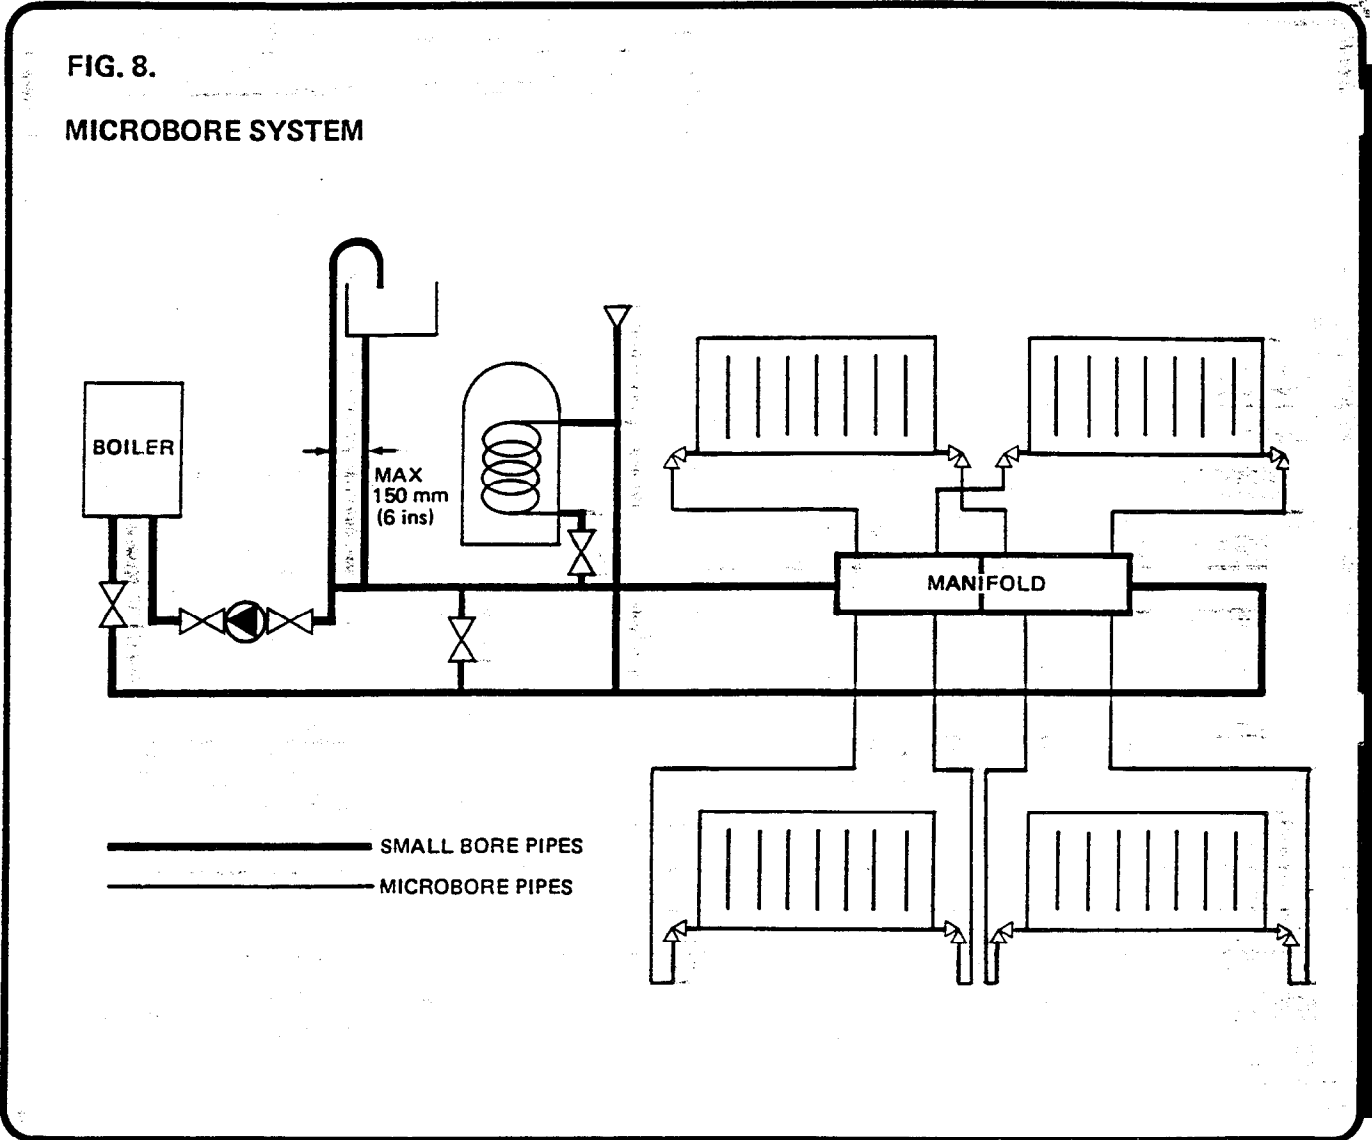 FIG. 8.
MICROBORE SYSTEM
BOILER
MAX
150 mm
(6 ins)
MANIFOLD
SMALL BORE PIPES
MICROBORE PIPES